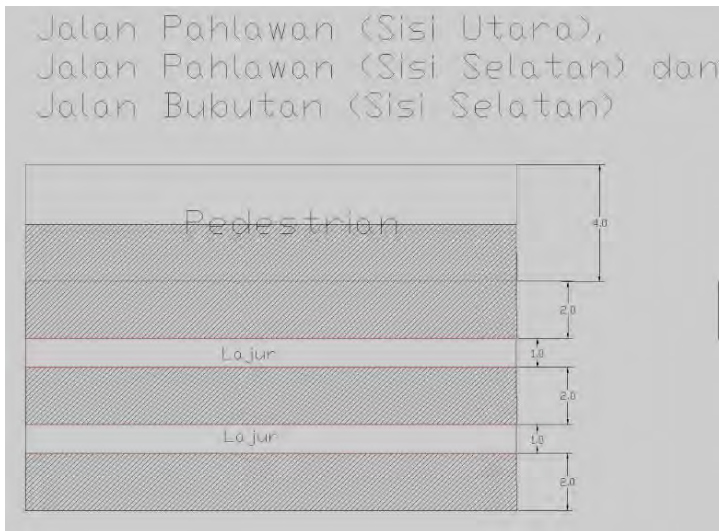 Jalan Pahlawan (Sisi Utara),
Jalan Pahlawan (Sisi Selatan) dan
Jalan Bubutan (Sisi Selatan)
Pedestrian
4.0
2.0
Lajur
1.0
2.0
Lajur
1.0
2.0